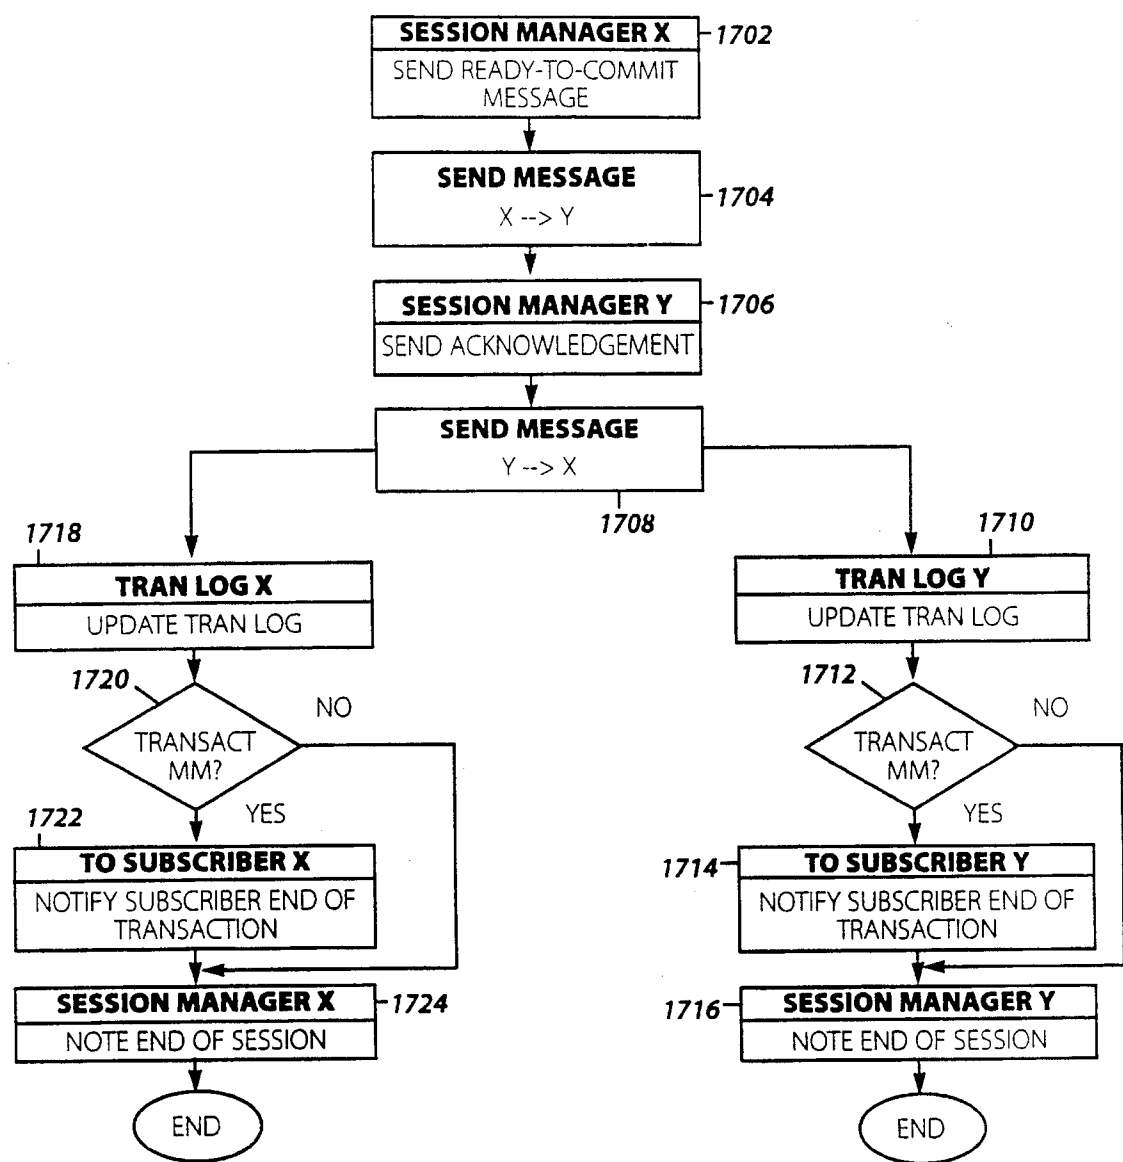 SESSION MANAGER X
1702
SEND READY-TO-COMMIT
MESSAGE
SEND MESSAGE
1704
X --> Y
SESSION MANAGER Y
1706
SEND ACKNOWLEDGEMENT
SEND MESSAGE
Y --> X
1708
1718
TRAN LOG X
UPDATE TRAN LOG
1720
NO
TRANSACT
MM?
YES
1722
TO SUBSCRIBER X
NOTIFY SUBSCRIBER END OF
TRANSACTION
SESSION MANAGER X
1724
NOTE END OF SESSION
END
1710
TRAN LOG Y
UPDATE TRAN LOG
1712
NO
TRANSACT
MM?
YES
1714
TO SUBSCRIBER Y
NOTIFY SUBSCRIBER END OF
TRANSACTION
SESSION MANAGER Y
1716
NOTE END OF SESSION
END